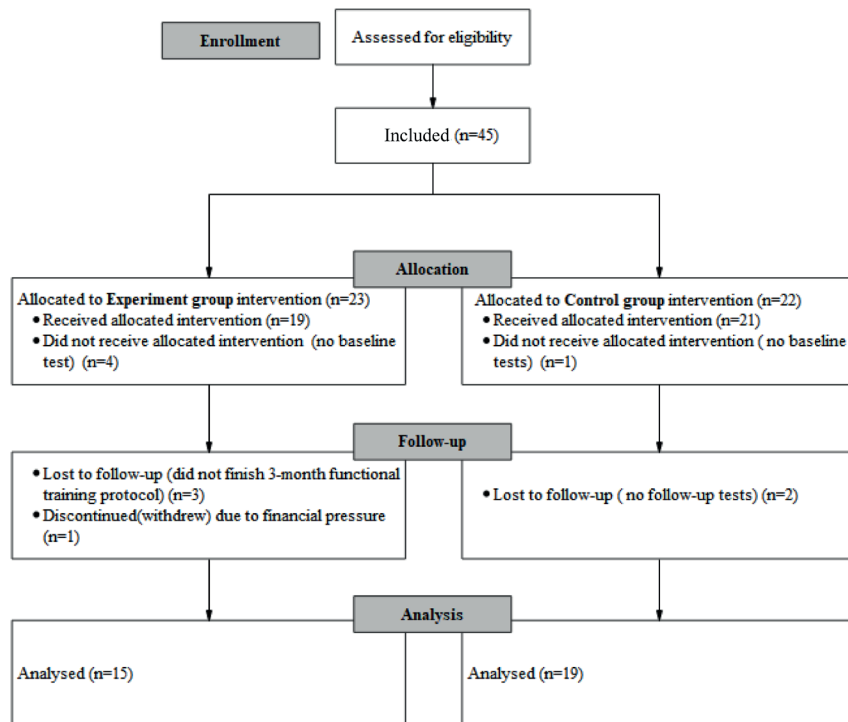 Enrollment
Assessed for eligibility
Included (n=45)
Allocation
Allocated to Experiment group intervention (n=23)
• Received allocated intervention (n=19)
• Did not receive allocated intervention (no baseline
test) (n=4)
Allocated to Control group intervention (n=22)
• Received allocated intervention (n=21)
• Did not receive allocated intervention ( no baseline
tests) (n=1)
Follow-up
• Lost to follow-up (did not finish 3-month functional
training protocol) (n=3)
• Discontinued(withdrew) due to financial pressure
(n=1)
• Lost to follow-up ( no follow-up tests) (n=2)
Analysis
Analysed (n=15)
Analysed (n=19)